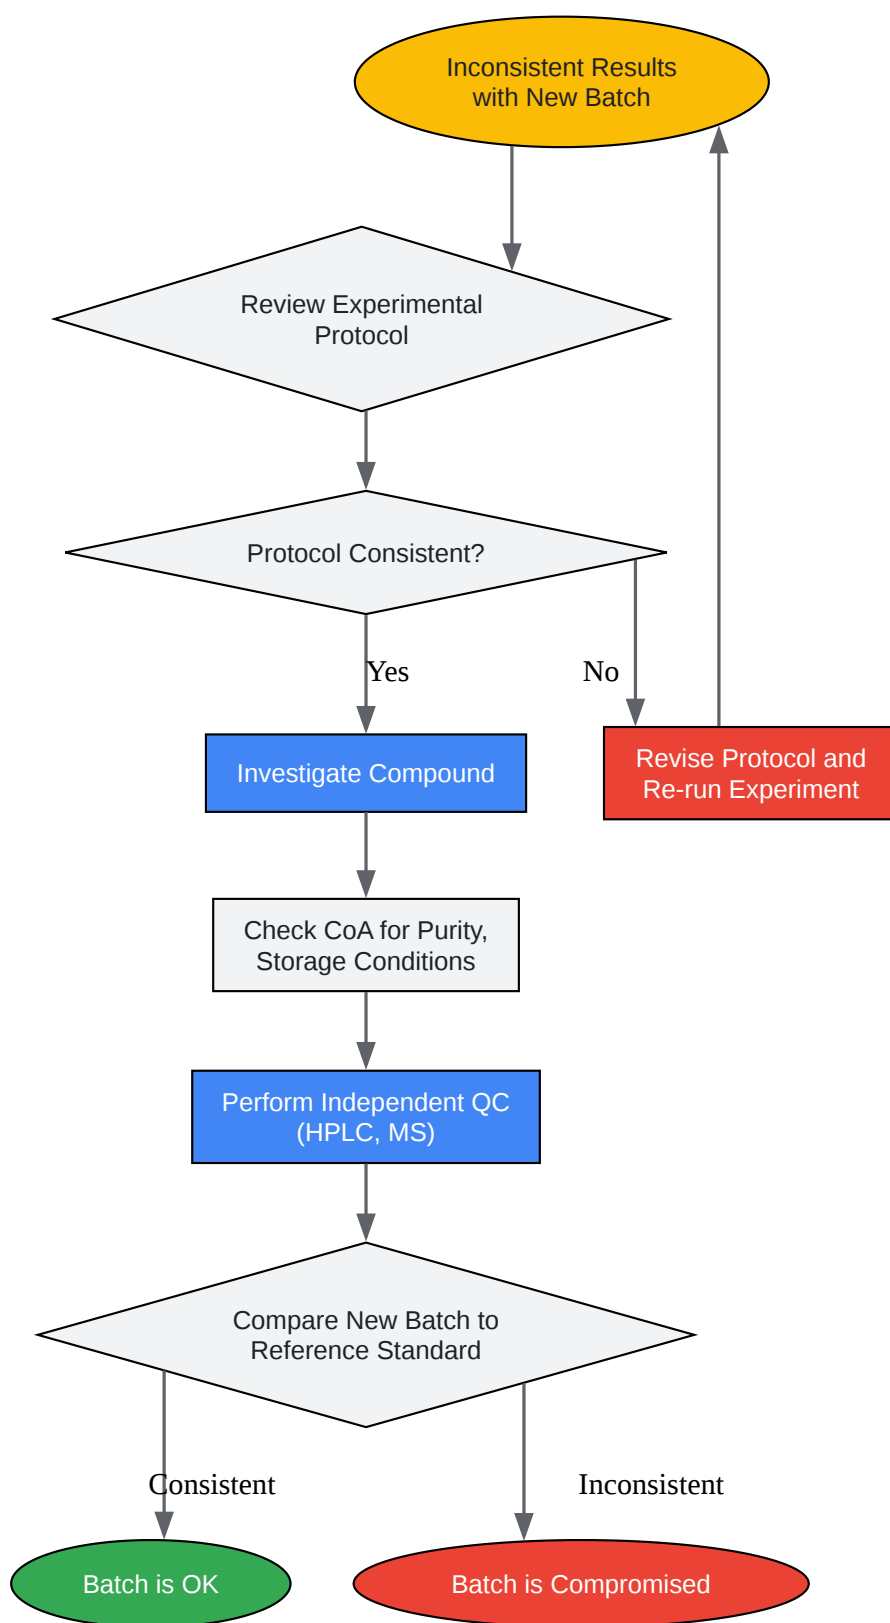 Inconsistent Results
with New Batch
Review Experimental
Protocol
Protocol Consistent?
Yes
No
Investigate Compound
Revise Protocol and
Re-run Experiment
Check CoA for Purity,
Storage Conditions
Perform Independent QC
(HPLC, MS)
Compare New Batch to
Reference Standard
Consistent
Inconsistent
Batch is OK
Batch is Compromised